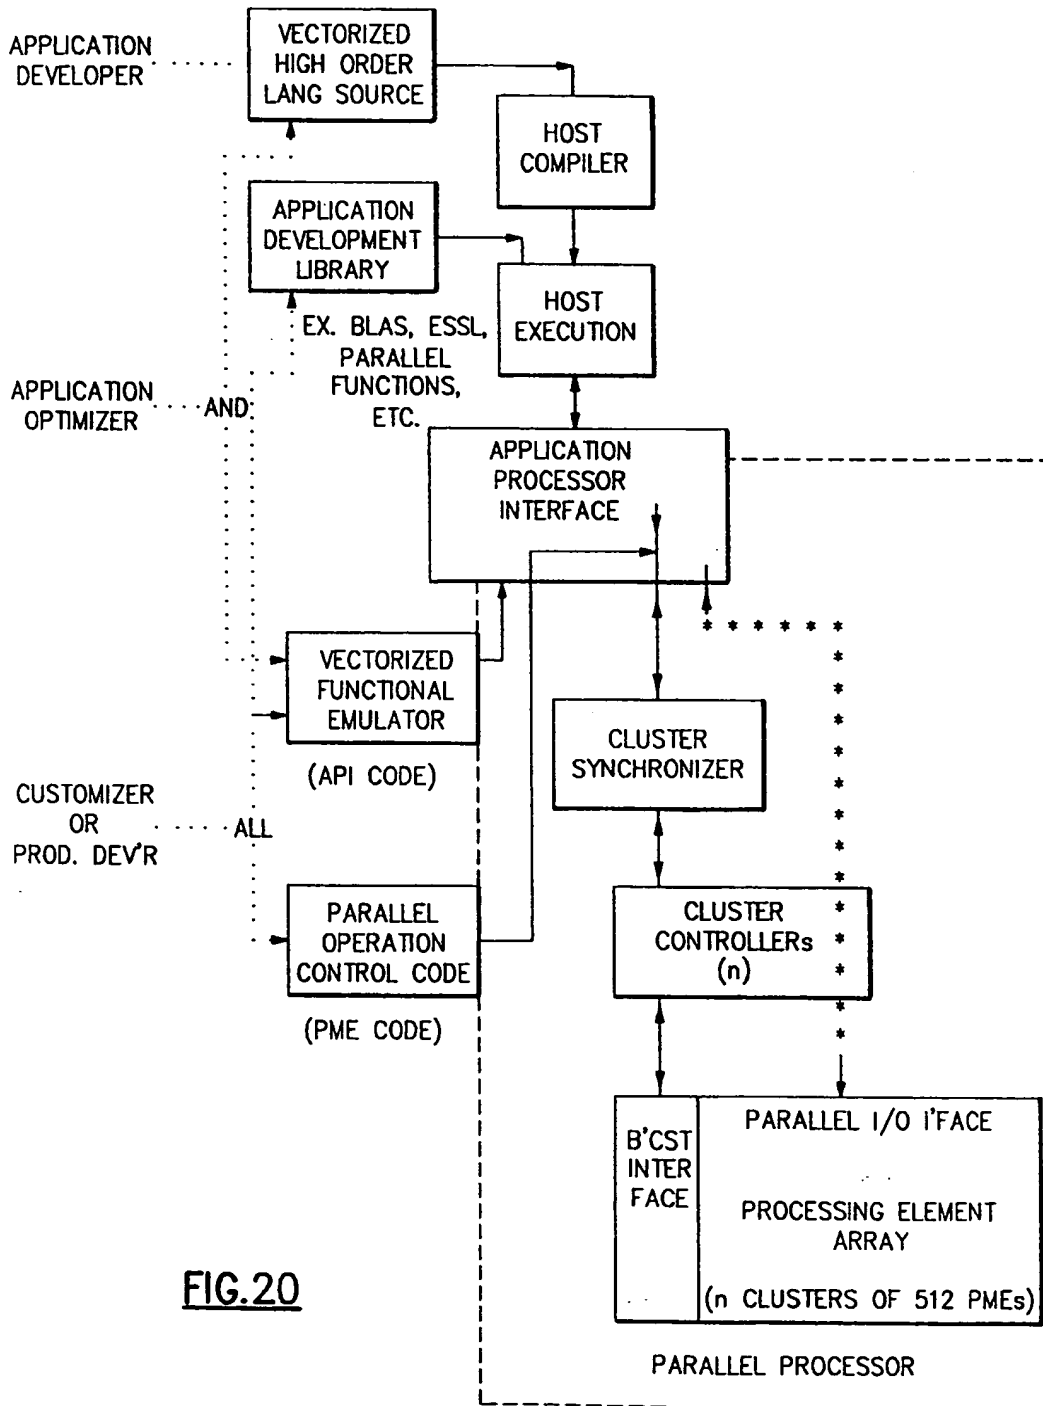 APPLICATION
DEVELOPER
VECTORIZED
HIGH ORDER
LANG SOURCE
HOST
COMPILER
APPLICATION
DEVELOPMENT
LIBRARY
HOST
EXECUTION
EX. BLAS, ESSL,
PARALLEL
FUNCTIONS,
ETC.
APPLICATION
OPTIMIZER
AND
APPLICATION
PROCESSOR
INTERFACE
VECTORIZED
FUNCTIONAL
EMULATOR
(API CODE)
CLUSTER
SYNCHRONIZER
CUSTOMIZER
OR
PROD. DEV'R
ALL
PARALLEL
OPERATION
CONTROL CODE
(PME CODE)
CLUSTER
CONTROLLERs
(n)
B'CST
INTER
FACE
PARALLEL I/O I'FACE
PROCESSING ELEMENT
ARRAY
(n CLUSTERS OF 512 PMEs)
FIG.20
PARALLEL PROCESSOR